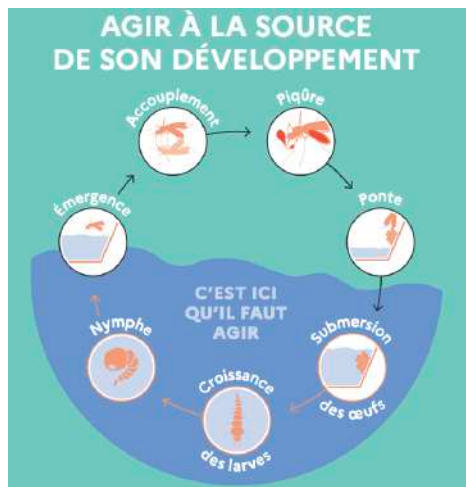 AGIR À LA SOURCE
DE SON DÉVELOPPEMENT
Accouplement
Piqûre
Émergence
Ponte
C'EST ICI
QU'IL FAUT
AGIR
Nymphe
Submersion
des œufs
Croissance
des larves